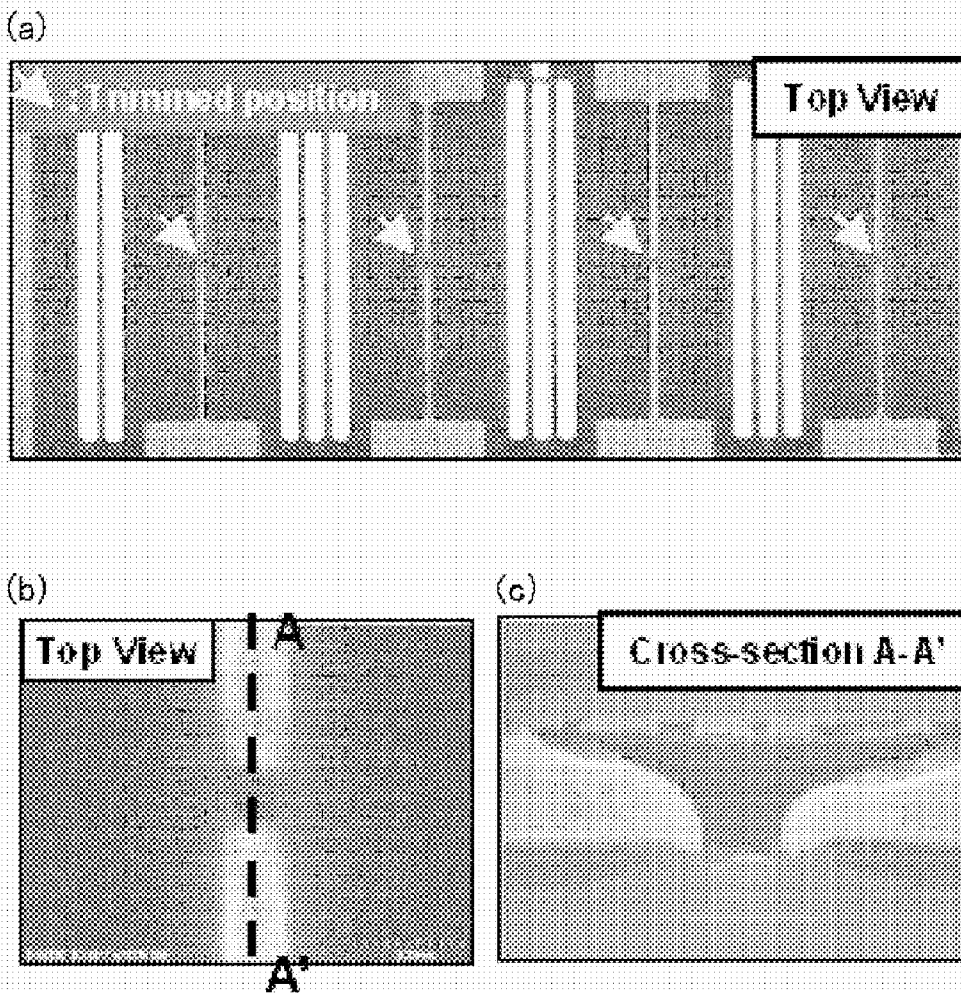 (a)
: Trimmed position
Top View
(b)
(c)
Top View
A
Cross-section A-A'
A'